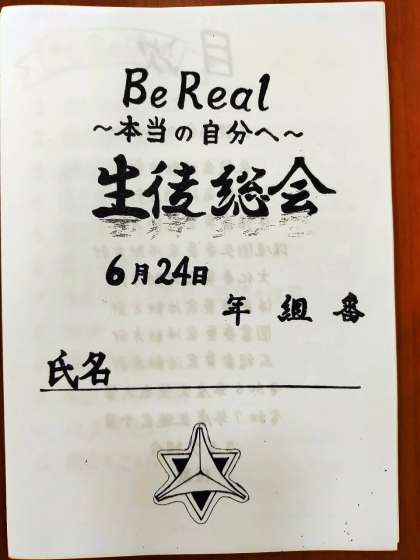 Be Real
～本当の自分へ～
生徒総会
6月24日
年 組 番
氏名